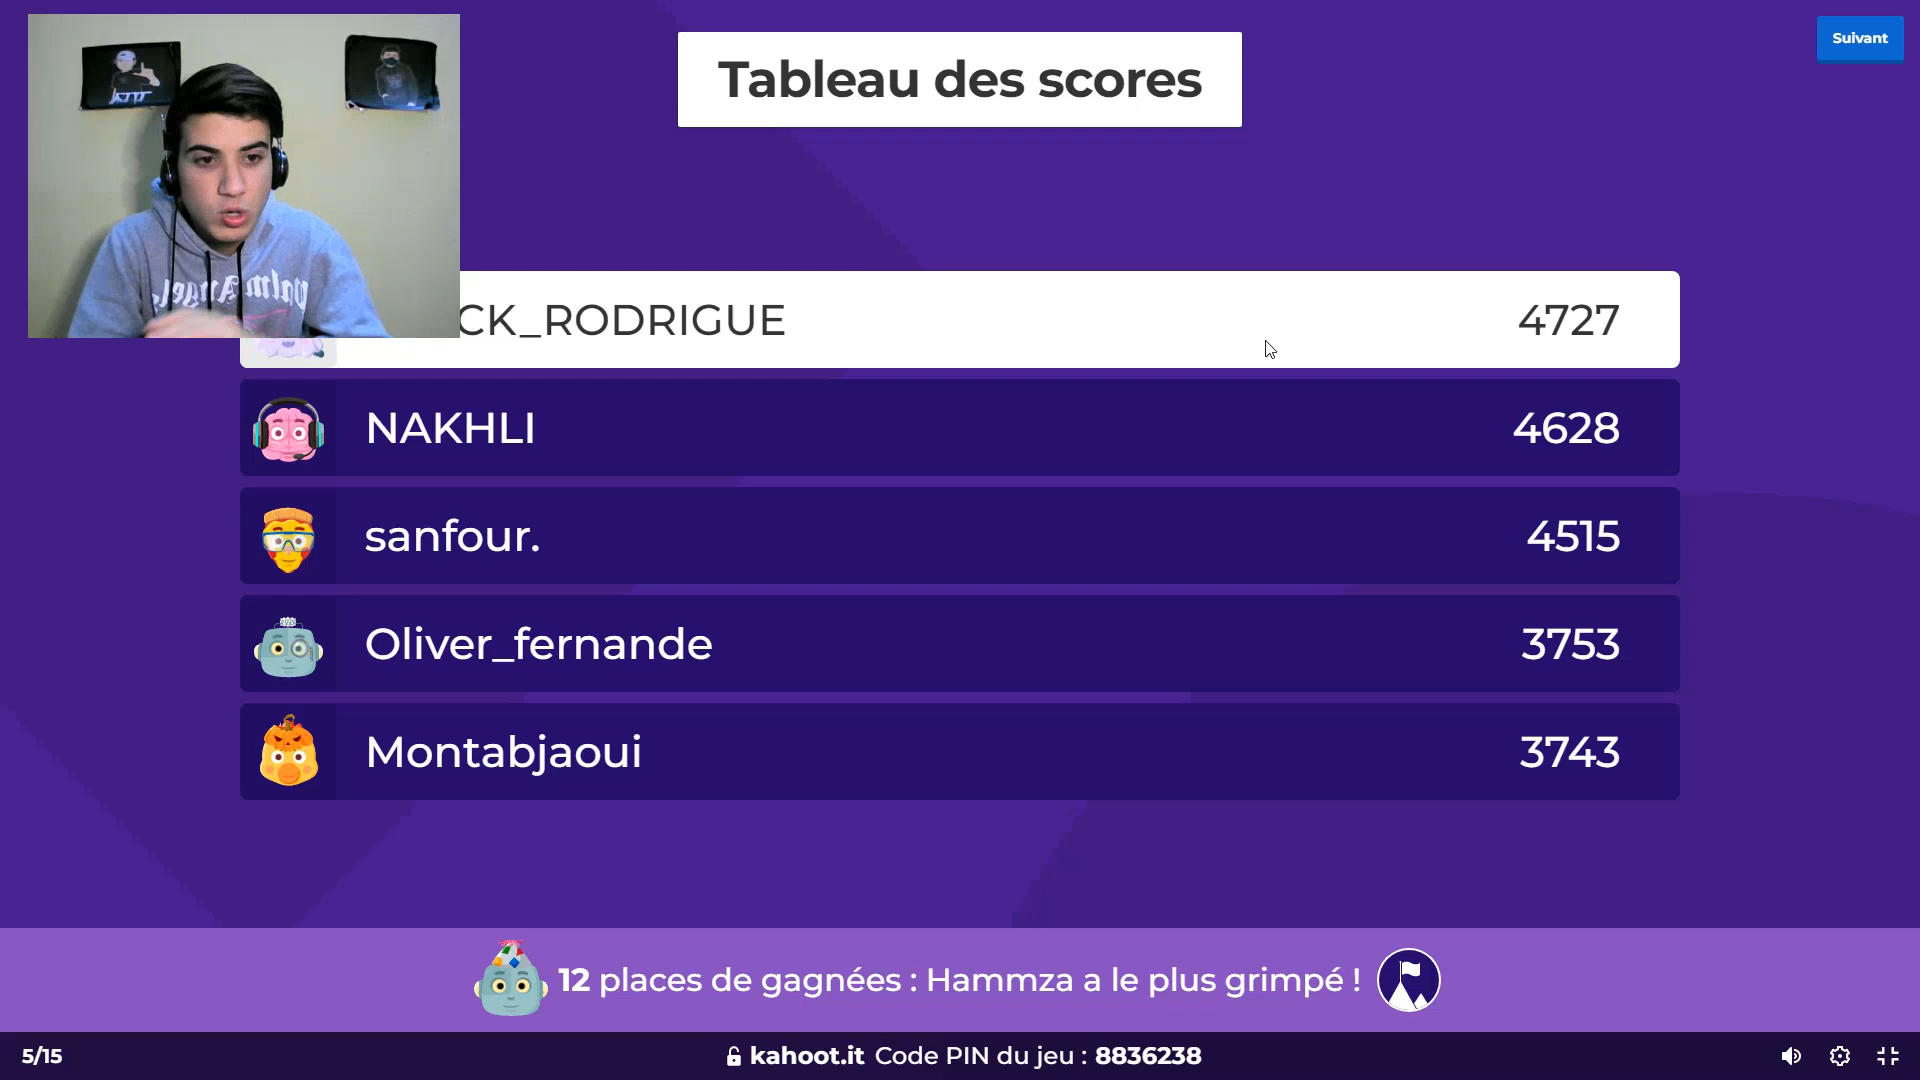 Suivant
Tableau des scores
CK_RODRIGUE 4727
NAKHLI 4628
sanfour. 4515
Oliver_fernande 3753
Montabjaoui 3743
12 places de gagnées : Hammza a le plus grimpé !
5/15
kahoot.it Code PIN du jeu : 8836238